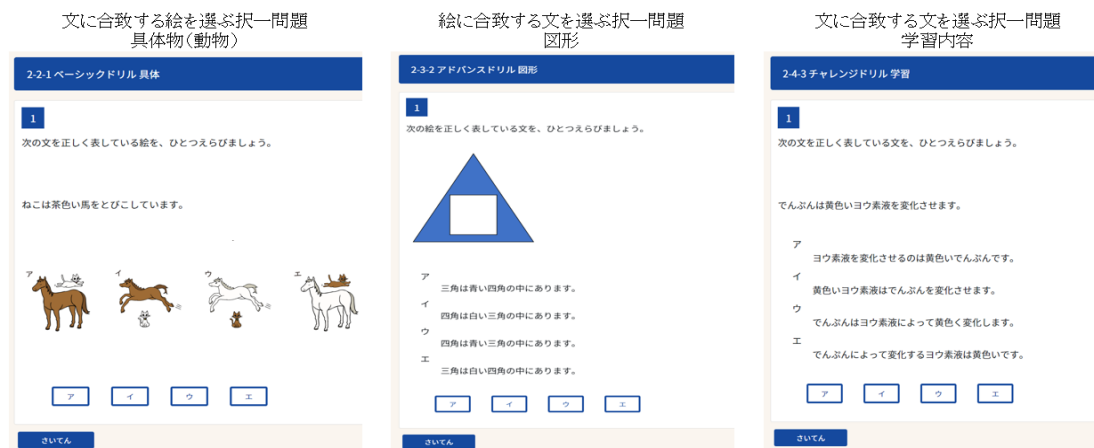 文に合致する絵を選ぶ択一問題
具体物(動物)
2-2-1 ベーシックドリル 具体
1
次の文を正しく表している絵を、ひとつえらびましょう。
ねこは茶色い馬をとびこしています。
ア
イ
ウ
エ
ア
イ
ウ
エ
さいてん
絵に合致する文を選ぶ択一問題
図形
2-3-2 アドバンスドリル 図形
1
次の絵を正しく表している文を、ひとつえらびましょう。
ア
三角は青い四角の中にあります。
イ
四角は白い三角の中にあります。
ウ
四角は青い三角の中にあります。
エ
三角は白い四角の中にあります。
ア
イ
ウ
エ
さいてん
文に合致する文を選ぶ択一問題
学習内容
2-4-3 チャレンジドリル 学習
1
次の文を正しく表している文を、ひとつえらびましょう。
でんぷんは黄色いヨウ素液を変化させます。
ア
ヨウ素液を変化させるのは黄色いでんぷんです。
イ
黄色いヨウ素液はでんぷんを変化させます。
ウ
でんぷんはヨウ素液によって黄色く変化します。
エ
でんぷんによって変化するヨウ素液は黄色いです。
ア
イ
ウ
エ
さいてん